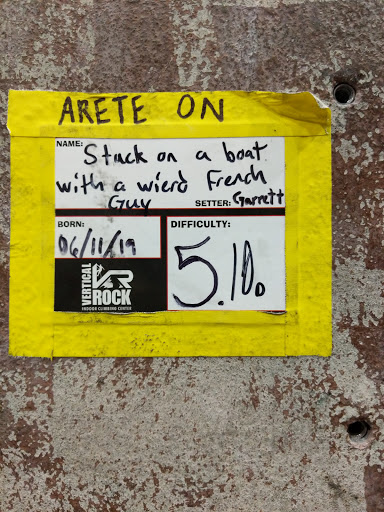 ARETE ON
NAME: Stuck on a boat
with a wierd French
Guy SETTER: Garrett
BORN: 06/11/19
DIFFICULTY: 5.10
VERTICAL ROCK
INDOOR CLIMBING CENTER